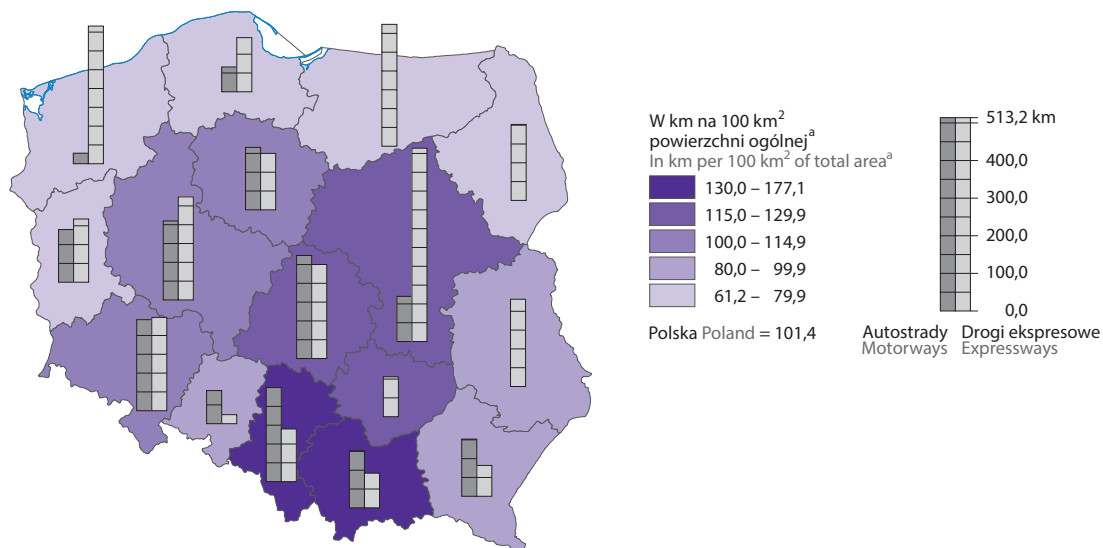 W km na 100 km²
powierzchni ogólnejᵃ
In km per 100 km² of total areaᵃ
130,0 – 177,1
115,0 – 129,9
100,0 – 114,9
80,0 – 99,9
61,2 – 79,9
Polska Poland = 101,4
513,2 km
400,0
300,0
200,0
100,0
0,0
Autostrady Drogi ekspresowe
Motorways Expressways